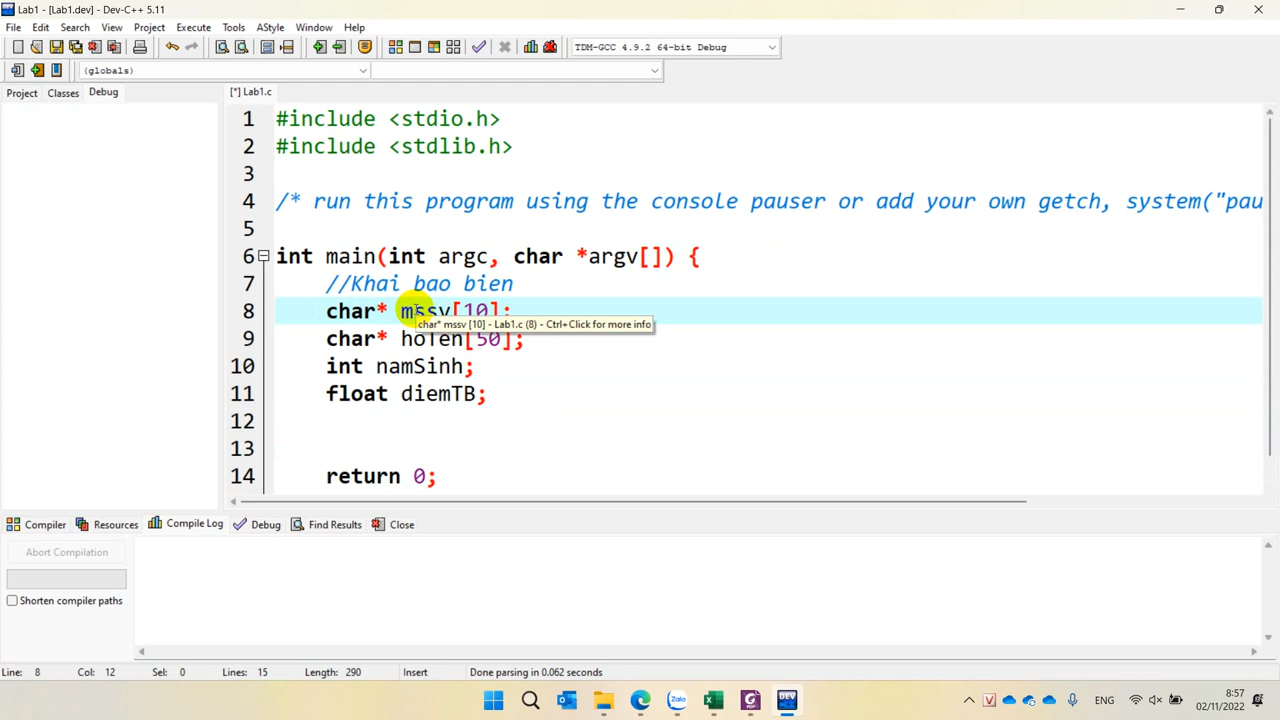 Lab1 - [Lab1.dev] - Dev-C++ 5.11
File Edit Search View Project Execute Tools AStyle Window Help
TDM-GCC 4.9.2 64-bit Debug
(globals)
Project Classes Debug
[*] Lab1.c
1 #include <stdio.h>
2 #include <stdlib.h>
3
4 /* run this program using the console pauser or add your own getch, system("pau
5
6 int main(int argc, char *argv[]) {
7 //Khai bao bien
8 char* mssv[10];
char* mssv [10] - Lab1.c (8) - Ctrl+Click for more info
9 char* hoTen[50];
10 int namSinh;
11 float diemTB;
12
13
14 return 0;
Compiler Resources Compile Log Debug Find Results Close
Abort Compilation
Shorten compiler paths
Line: 8 Col: 12 Sel: 0 Lines: 15 Length: 290 Insert Done parsing in 0.062 seconds
Zalo PDF DEV ENG 8:57
02/11/2022